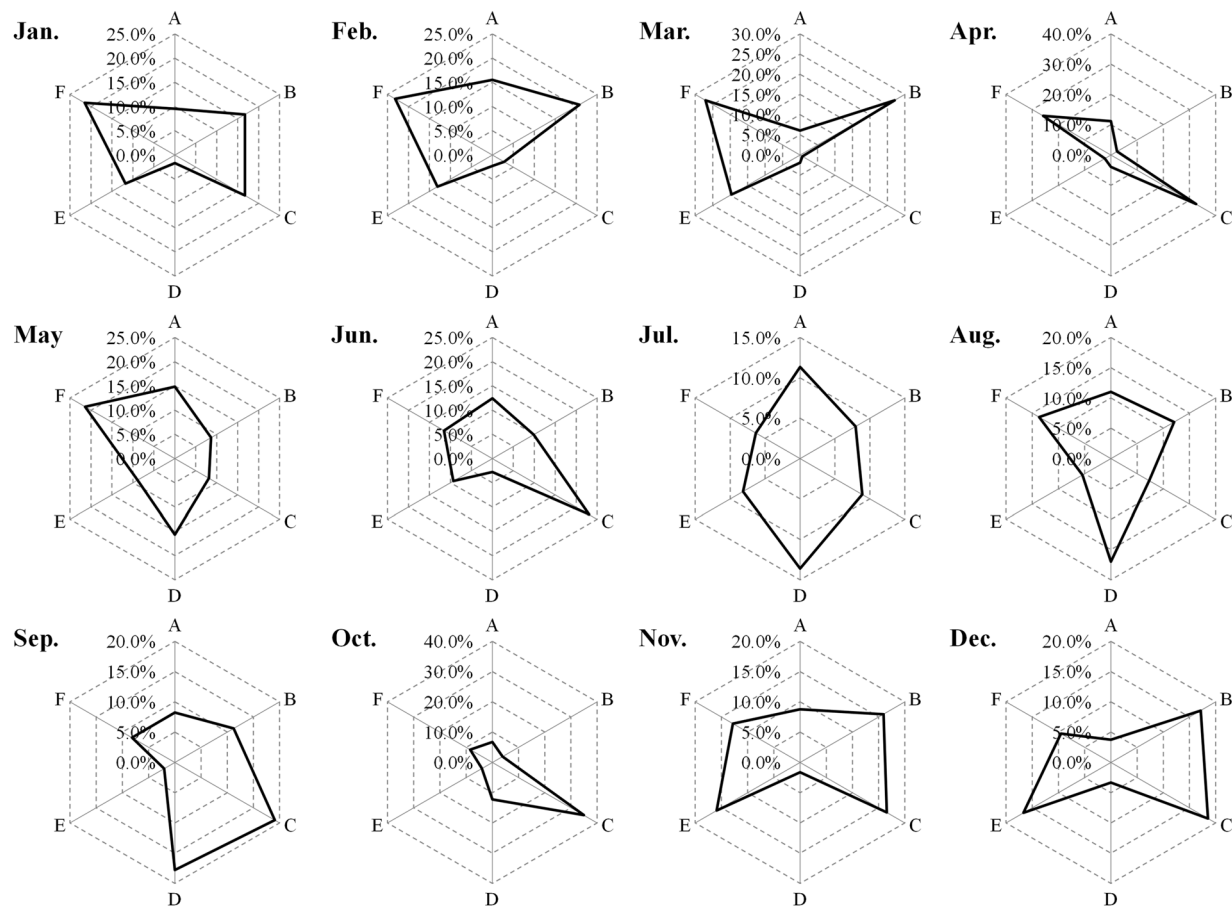 Jan.
A
25.0%
20.0%
15.0%
10.0%
5.0%
0.0%
F
B
E
C
D
Feb.
A
25.0%
20.0%
15.0%
10.0%
5.0%
0.0%
F
B
E
C
D
Mar.
A
30.0%
25.0%
20.0%
15.0%
10.0%
5.0%
0.0%
F
B
E
C
D
Apr.
A
40.0%
30.0%
20.0%
10.0%
0.0%
F
B
E
C
D
May
A
25.0%
20.0%
15.0%
10.0%
5.0%
0.0%
F
B
E
C
D
Jun.
A
25.0%
20.0%
15.0%
10.0%
5.0%
0.0%
F
B
E
C
D
Jul.
A
15.0%
10.0%
5.0%
0.0%
F
B
E
C
D
Aug.
A
20.0%
15.0%
10.0%
5.0%
0.0%
F
B
E
C
D
Sep.
A
20.0%
15.0%
10.0%
5.0%
0.0%
F
B
E
C
D
Oct.
A
40.0%
30.0%
20.0%
10.0%
0.0%
F
B
E
C
D
Nov.
A
20.0%
15.0%
10.0%
5.0%
0.0%
F
B
E
C
D
Dec.
A
20.0%
15.0%
10.0%
5.0%
0.0%
F
B
E
C
D